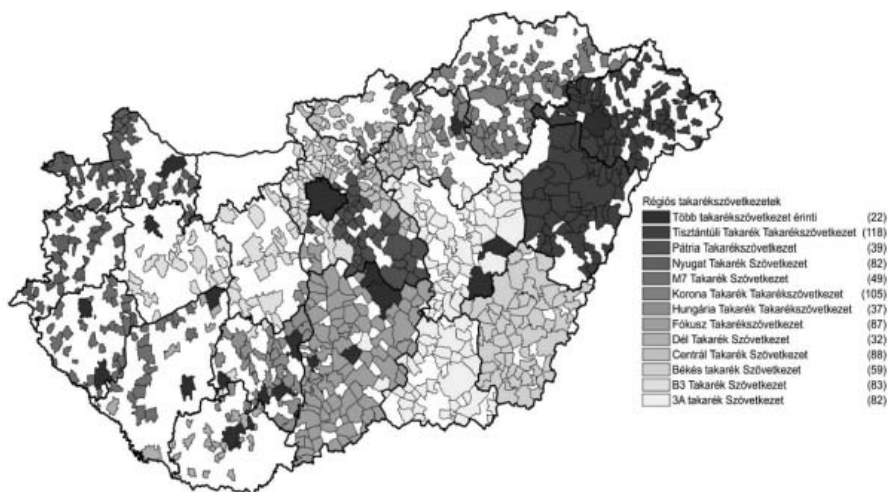 Régiós takarékszövetkezetek
Több takarékszövetkezet érinti (22)
Tiszántúli Takarék Takarékszövetkezet (118)
Pátria Takarékszövetkezet (39)
Nyugat Takarék Szövetkezet (82)
M7 Takarék Szövetkezet (49)
Korona Takarék Takarékszövetkezet (105)
Hungária Takarék Takarékszövetkezet (37)
Fókusz Takarékszövetkezet (87)
Dél Takarék Szövetkezet (32)
Centrál Takarék Szövetkezet (88)
Békés takarék Szövetkezet (59)
B3 Takarék Szövetkezet (83)
3A takarék Szövetkezet (82)